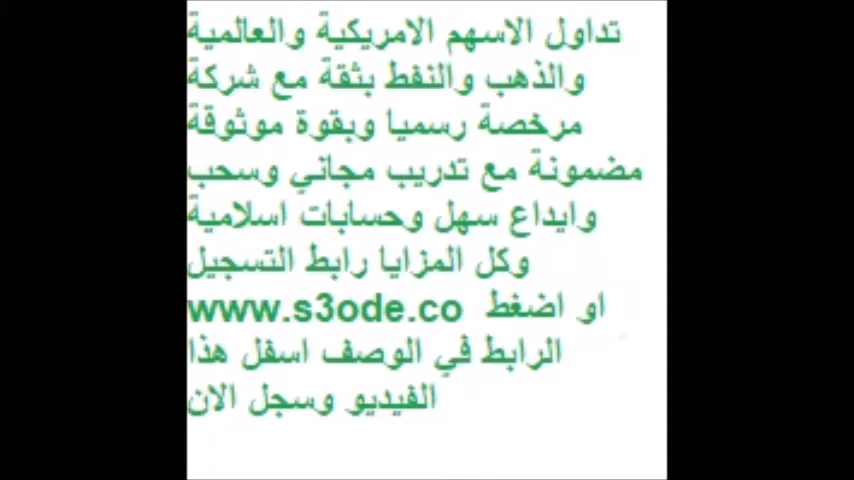 تداول الاسهم الامريكية والعالمية
والذهب والنفط بثقة مع شركة
مرخصة رسميا وبقوة موثوقة
مضمونة مع تدريب مجاني وسحب
وايداع سهل وحسابات اسلامية
وكل المزايا رابط التسجيل
www.s3ode.co او اضغط
الرابط في الوصف اسفل هذا
الفيديو وسجل الان